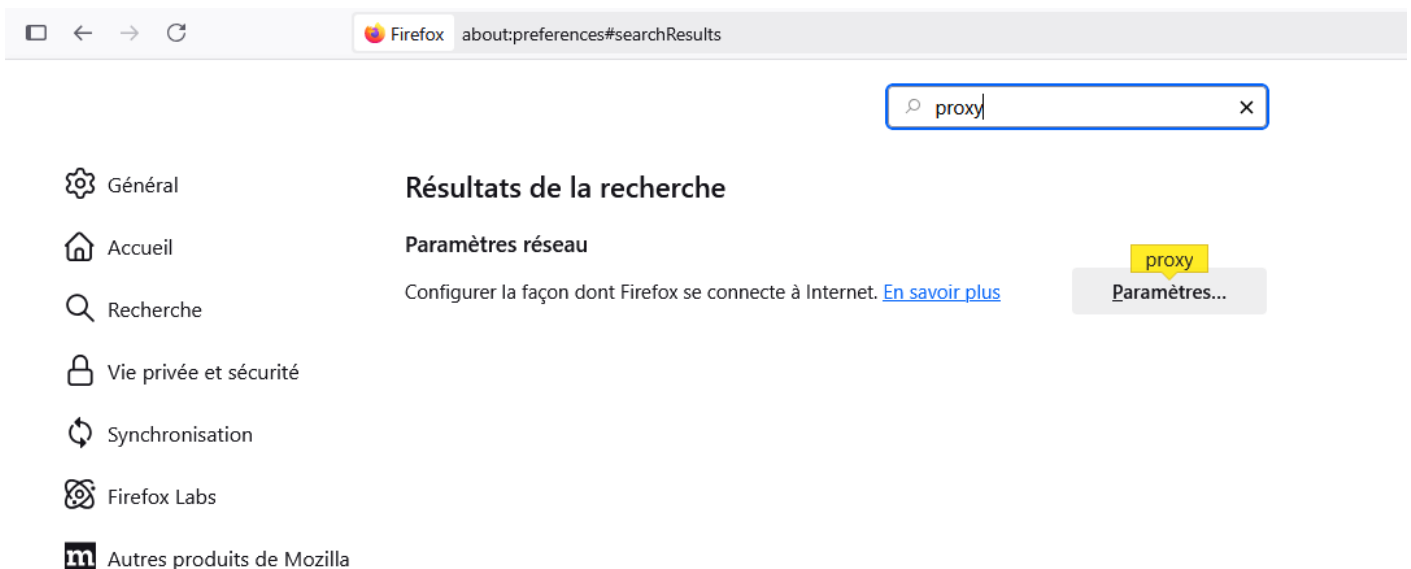 Firefox about:preferences#searchResults
proxy
Général
Résultats de la recherche
Accueil
Paramètres réseau
proxy
Configurer la façon dont Firefox se connecte à Internet. En savoir plus
Paramètres...
Recherche
Vie privée et sécurité
Synchronisation
Firefox Labs
m Autres produits de Mozilla